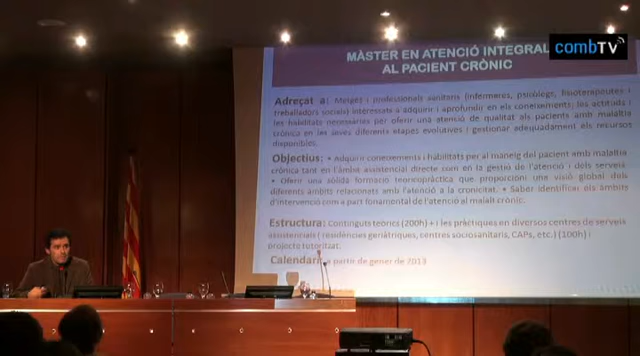 combTV
MÀSTER EN ATENCIÓ INTEGRAL
AL PACIENT CRÒNIC
Adreçat a: Metges i professionals sanitaris (infermeres, psicòlegs, fisioterapeutes i
treballadors socials) interessats a adquirir i aprofundir en els coneixements, les actituds i
les habilitats necessàries per oferir una atenció de qualitat als pacients amb malaltia
crònica en les seves diferents etapes evolutives i gestionar adequadament els recursos
disponibles.
Objectius: • Adquirir coneixements i habilitats per al maneig del pacient amb malaltia
crònica tant en l'àmbit assistencial directe com en la gestió de l'atenció i dels serveis.
• Oferir una sòlida formació teoricopràctica que proporcioni una visió global dels
diferents àmbits relacionats amb l'atenció a la cronicitat. • Saber identificar els àmbits
d'intervenció com a part fonamental de l'atenció al malalt crònic.
Estructura: Continguts teòrics (200h) + i les pràctiques en diversos centres de serveis
assistencials ( residències geriàtriques, centres sociosanitaris, CAPs, etc.) (100h) i
projecte tutoritzat.
Calendari: a partir de gener de 2013